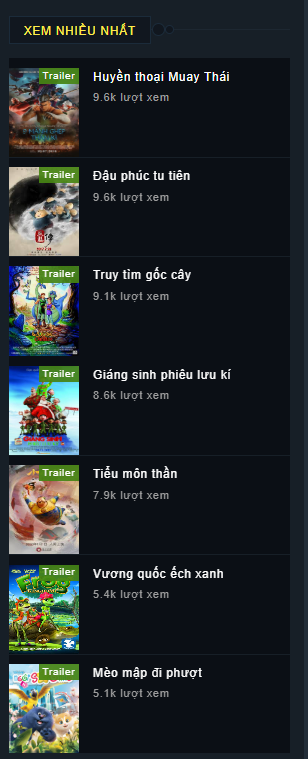 XEM NHIỀU NHẤT
Trailer
Huyền thoại Muay Thái
9.6k lượt xem
Trailer
Đậu phúc tu tiên
9.6k lượt xem
Trailer
Truy tìm gốc cây
9.1k lượt xem
Trailer
Giáng sinh phiêu lưu kí
8.6k lượt xem
Trailer
Tiểu môn thần
7.9k lượt xem
Trailer
Vương quốc ếch xanh
5.4k lượt xem
Trailer
Mèo mập đi phượt
5.1k lượt xem